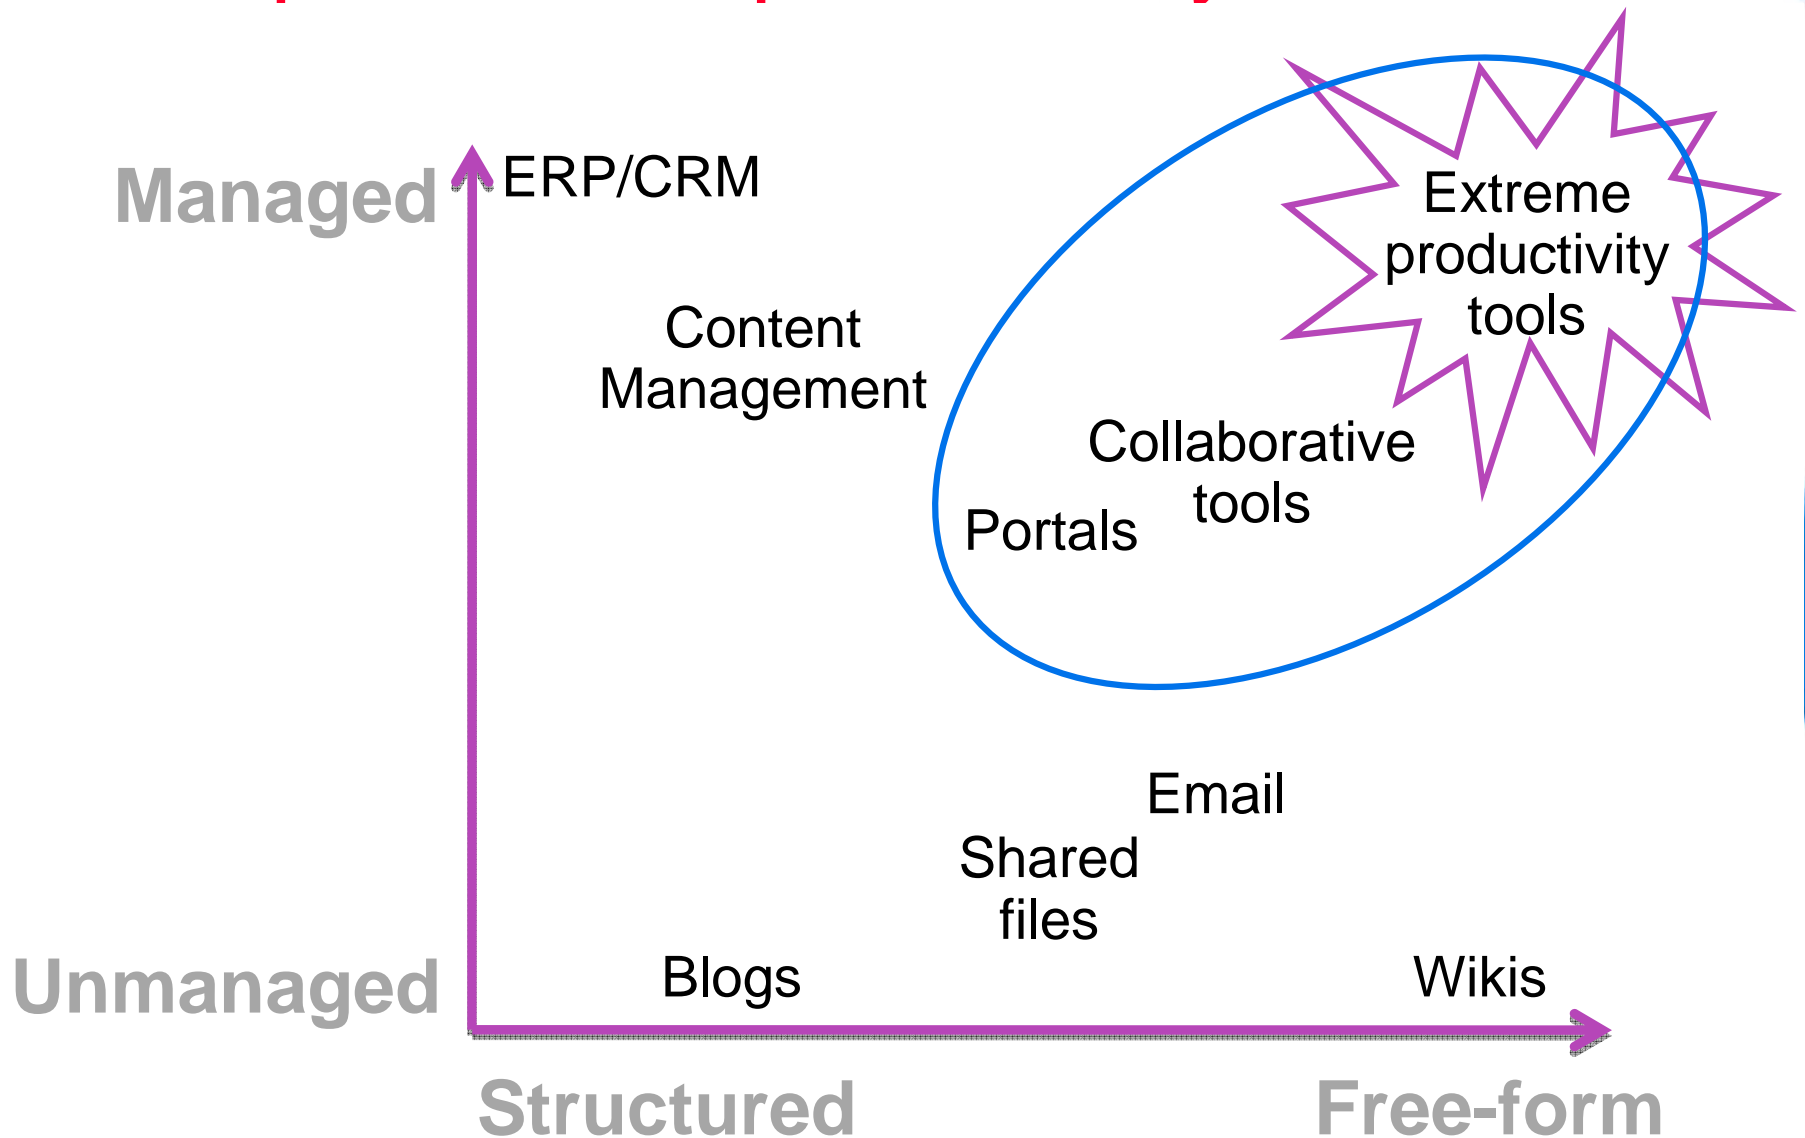 Managed
ERP/CRM
Extreme
productivity
tools
Content
Management
Collaborative
tools
Portals
Email
Shared
files
Unmanaged
Blogs
Wikis
Structured
Free-form